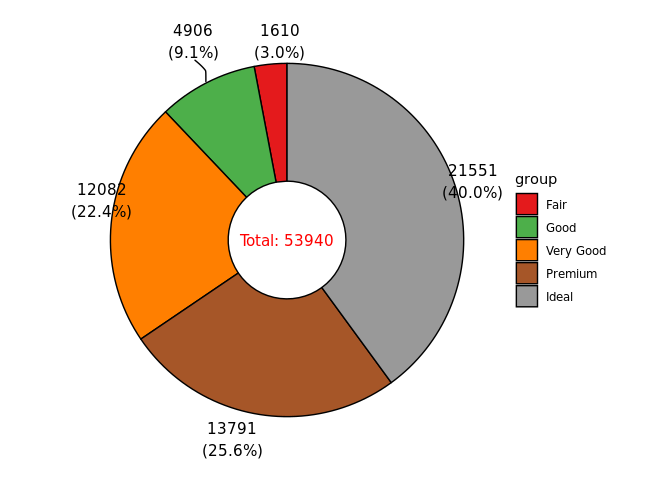 4906
(9.1%)
1610
(3.0%)
21551
(40.0%)
12082
(22.4%)
Total: 53940
13791
(25.6%)
group
Fair
Good
Very Good
Premium
Ideal